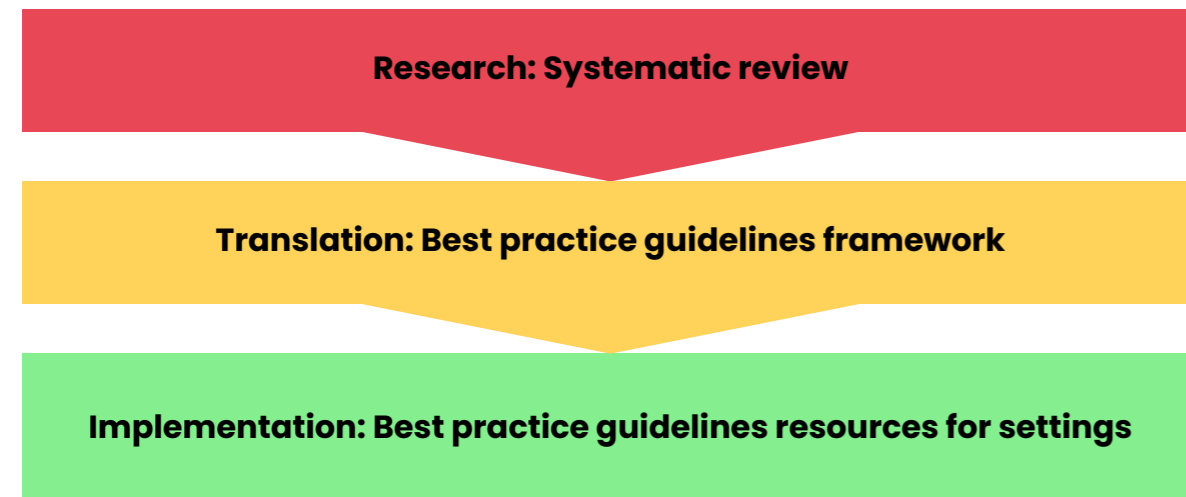 Research: Systematic review
Translation: Best practice guidelines framework
Implementation: Best practice guidelines resources for settings